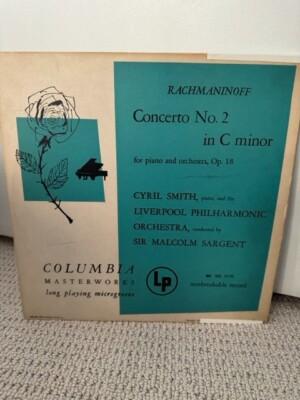 RACHMANINOFF
Concerto No. 2
in C minor
for piano and orchestra, Op. 18
CYRIL SMITH, piano, and the
LIVERPOOL PHILHARMONIC
ORCHESTRA, conducted by
SIR MALCOLM SARGENT
COLUMBIA
MASTERWORKS
long playing microgroove
Lp
nonbreakable record